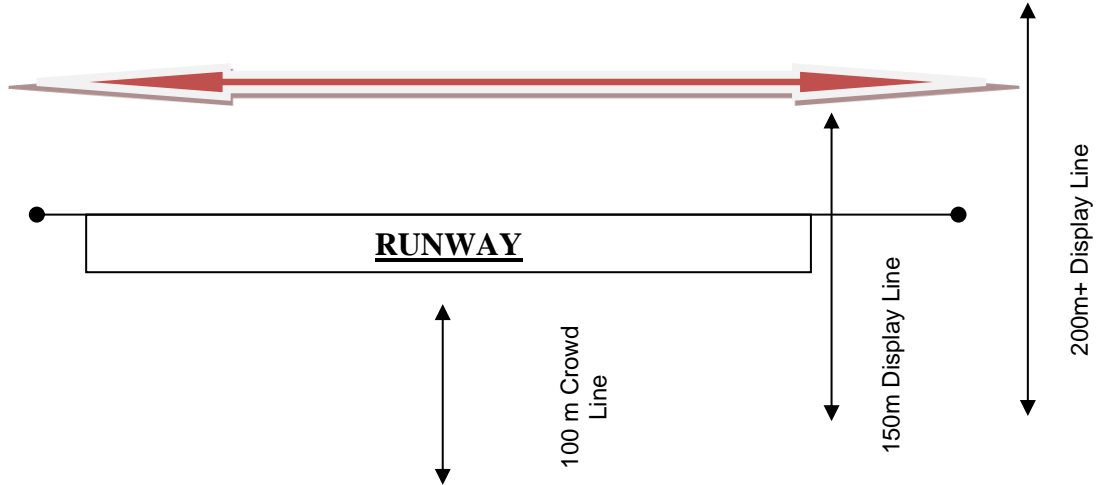 RUNWAY
100 m Crowd
Line
150m Display Line
200m+ Display Line